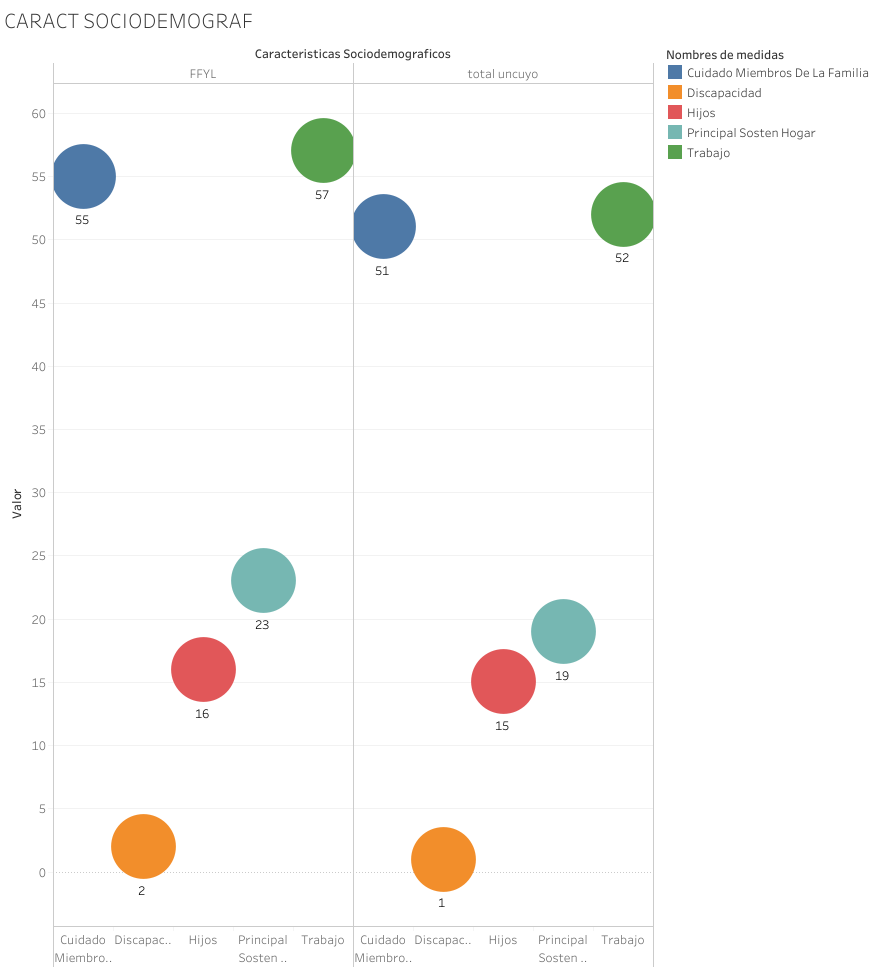 CARACT SOCIODEMOGRAF
Caracteristicas Sociodemograficos
FFYL
total uncuyo
Nombres de medidas
Cuidado Miembros De La Familia
Discapacidad
Hijos
Principal Sosten Hogar
Trabajo
Valor
60
55
50
45
40
35
30
25
20
15
10
5
0
55
57
51
52
23
16
19
15
2
1
Cuidado Miembro..
Discapac..
Hijos
Principal Sosten ..
Trabajo
Cuidado Miembro..
Discapac..
Hijos
Principal Sosten ..
Trabajo